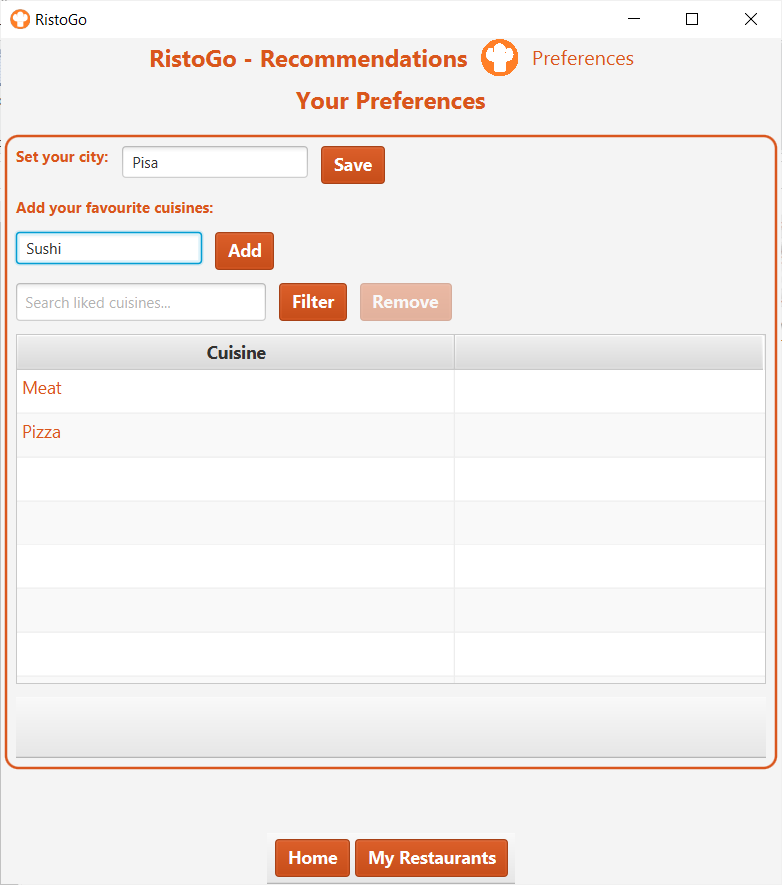 RistoGo
RistoGo - Recommendations Preferences
Your Preferences
Set your city: Pisa Save
Add your favourite cuisines:
Sushi Add
Search liked cuisines... Filter Remove
Cuisine
Meat
Pizza
Home My Restaurants